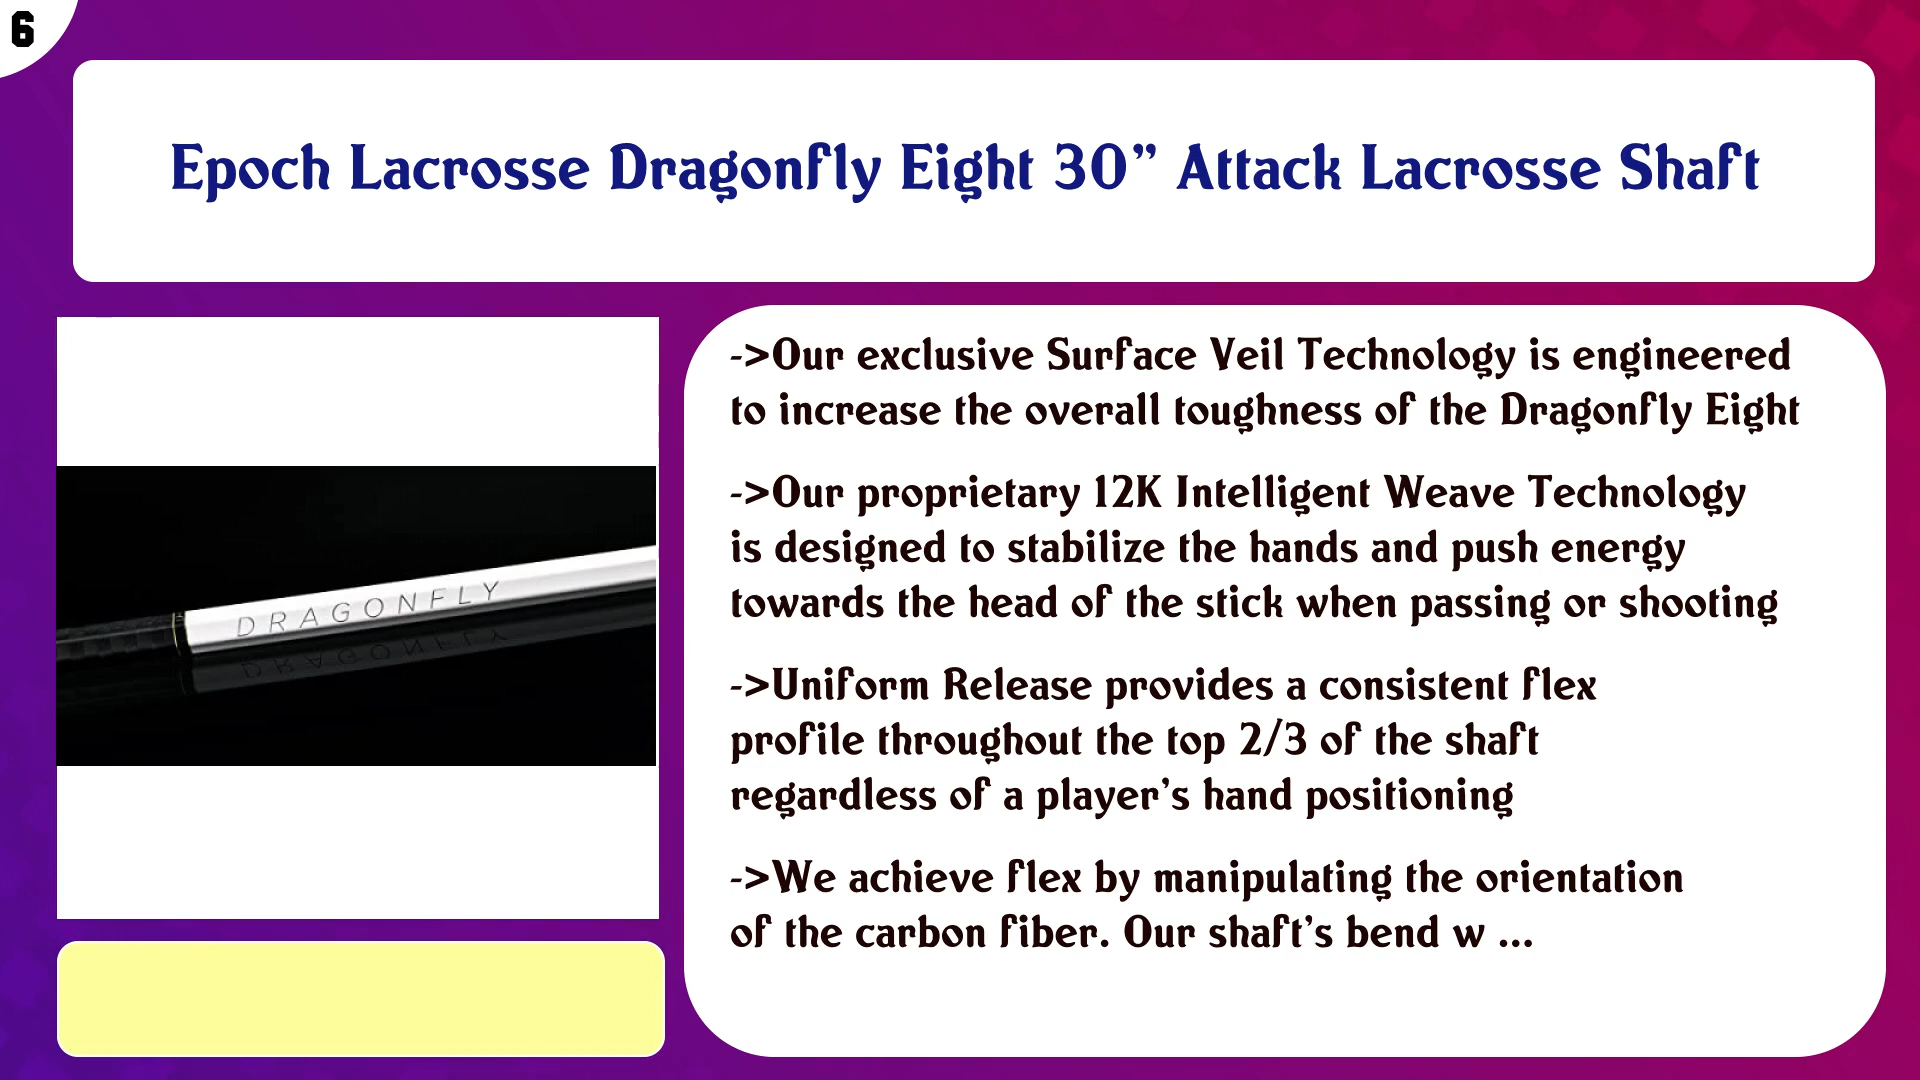 6
Epoch Lacrosse Dragonfly Eight 30” Attack Lacrosse Shaft
->Our exclusive Surface Veil Technology is engineered
to increase the overall toughness of the Dragonfly Eight
->Our proprietary 12K Intelligent Weave Technology
is designed to stabilize the hands and push energy
towards the head of the stick when passing or shooting
->Uniform Release provides a consistent flex
profile throughout the top 2/3 of the shaft
regardless of a player’s hand positioning
->We achieve flex by manipulating the orientation
of the carbon fiber. Our shaft’s bend w ...
DRAGONFLY